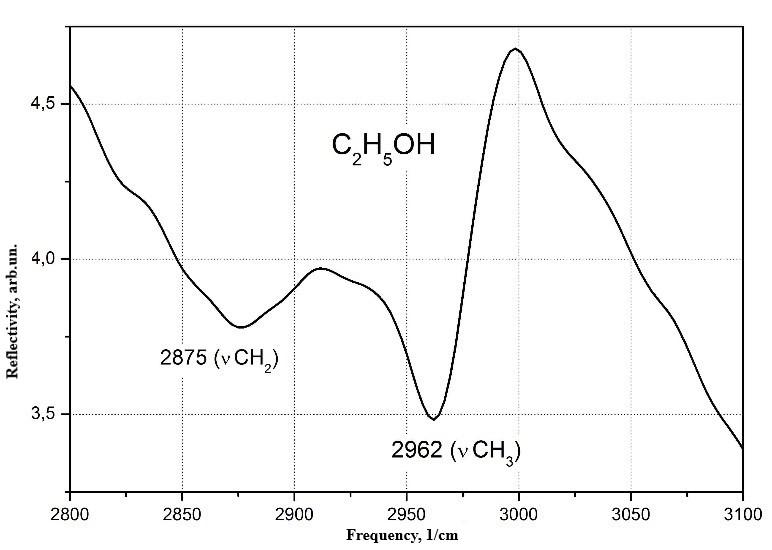 4,5
4,0
3,5
Reflectivity, arb.un.
C₂H₅OH
2875 (ν CH₂)
2962 (ν CH₃)
2800 2850 2900 2950 3000 3050 3100
Frequency, 1/cm